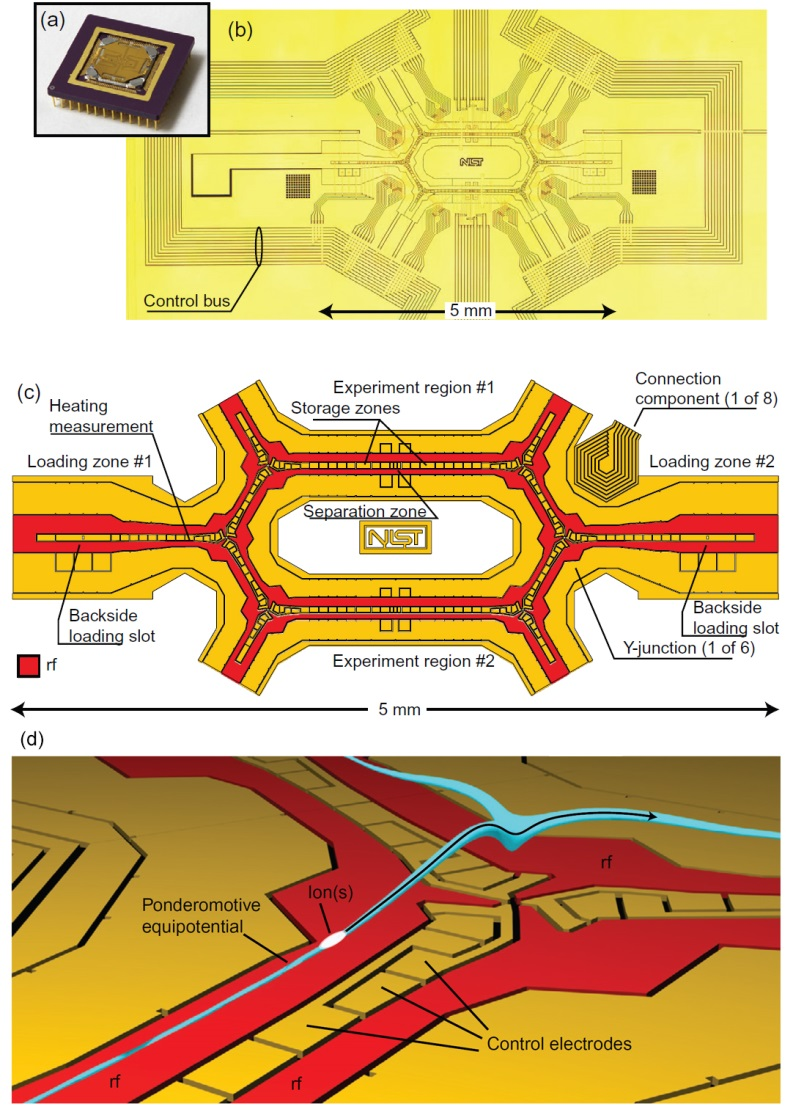 (a)
(b)
NIST
Control bus
5 mm
(c)
Heating
measurement
Experiment region #1
Storage zones
Connection
component (1 of 8)
Loading zone #1
Loading zone #2
Separation zone
NIST
Backside
loading slot
Backside
loading slot
Y-junction (1 of 6)
rf
Experiment region #2
5 mm
(d)
rf
Ion(s)
Ponderomotive
equipotential
Control electrodes
rf
rf